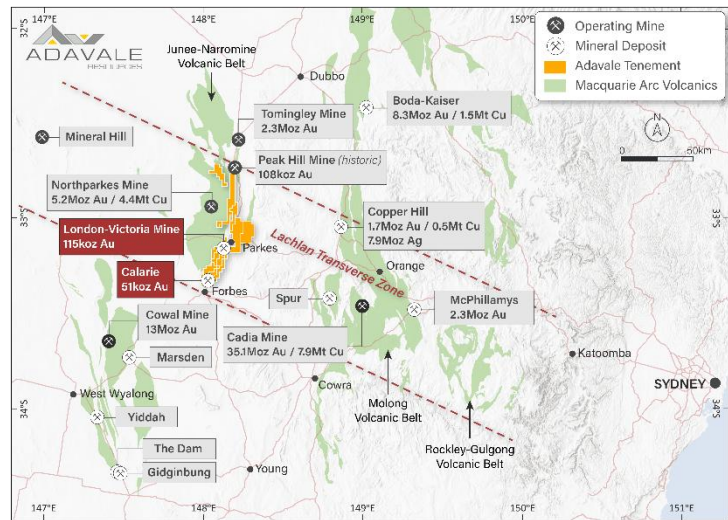 147°E
148°E
149°E
150°E
151°E
32°S
ADAVALE
RESOURCES
Junee-Narromine
Volcanic Belt
Dubbo
Operating Mine
Mineral Deposit
Adavale Tenement
Macquarie Arc Volcanics
N
0
50km
Tomingley Mine
2.3Moz Au
Boda-Kaiser
8.3Moz Au / 1.5Mt Cu
Mineral Hill
Peak Hill Mine (historic)
108koz Au
Northparkes Mine
5.2Moz Au / 4.4Mt Cu
33°S
33°S
Copper Hill
1.7Moz Au / 0.5Mt Cu
7.9Moz Ag
London-Victoria Mine
115koz Au
Parkes
Lachlan Transverse Zone
Orange
Calarie
51koz Au
Forbes
Spur
McPhillamys
2.3Moz Au
Cowal Mine
13Moz Au
Cadia Mine
35.1Moz Au / 7.9Mt Cu
Marsden
Katoomba
Cowra
SYDNEY
West Wyalong
Molong
Volcanic Belt
34°S
34°S
Yiddah
Rockley-Gulgong
Volcanic Belt
The Dam
Gidginbung
Young
147°E
148°E
149°E
150°E
151°E